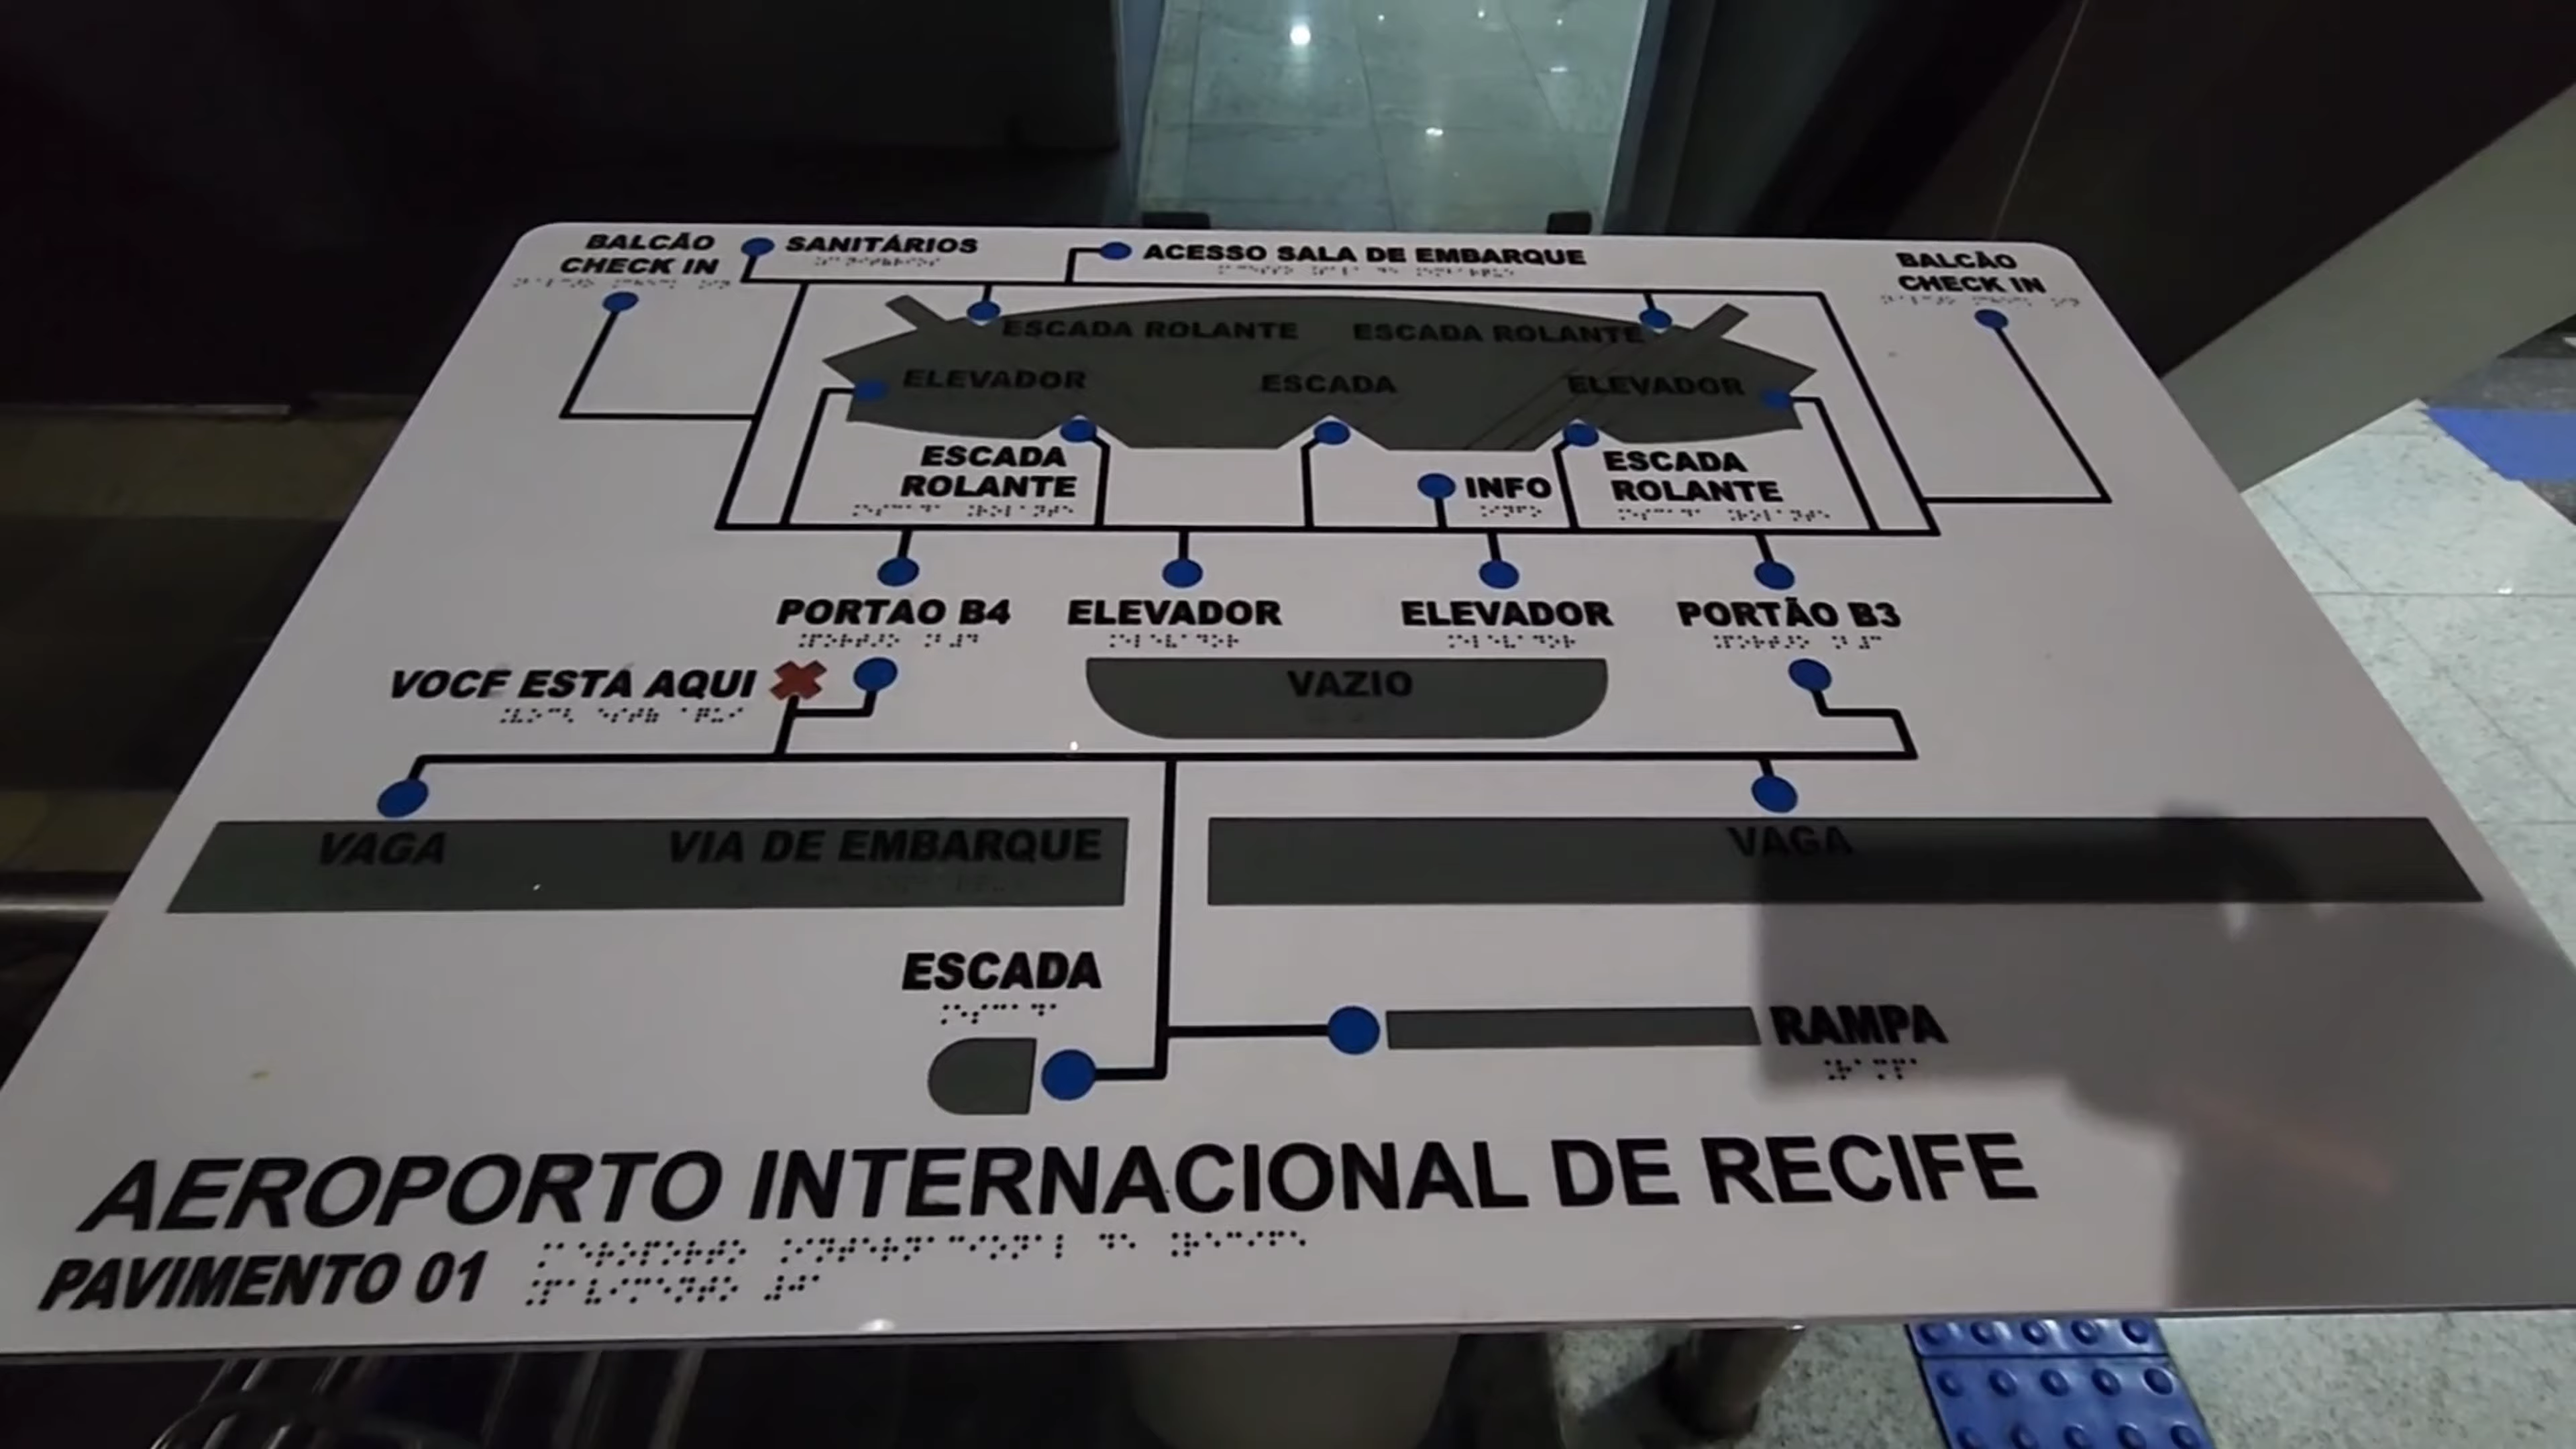 BALCÃO
CHECK IN
SANITÁRIOS
ACESSO SALA DE EMBARQUE
BALCÃO
CHECK IN
ESCADA ROLANTE
ESCADA ROLANTE
ELEVADOR
ESCADA
ELEVADOR
ESCADA
ROLANTE
INFO
ESCADA
ROLANTE
PORTAO B4
ELEVADOR
ELEVADOR
PORTÃO B3
VOCÊ ESTÁ AQUI
VAZIO
VAGA
VIA DE EMBARQUE
VAGA
ESCADA
RAMPA
AEROPORTO INTERNACIONAL DE RECIFE
PAVIMENTO 01